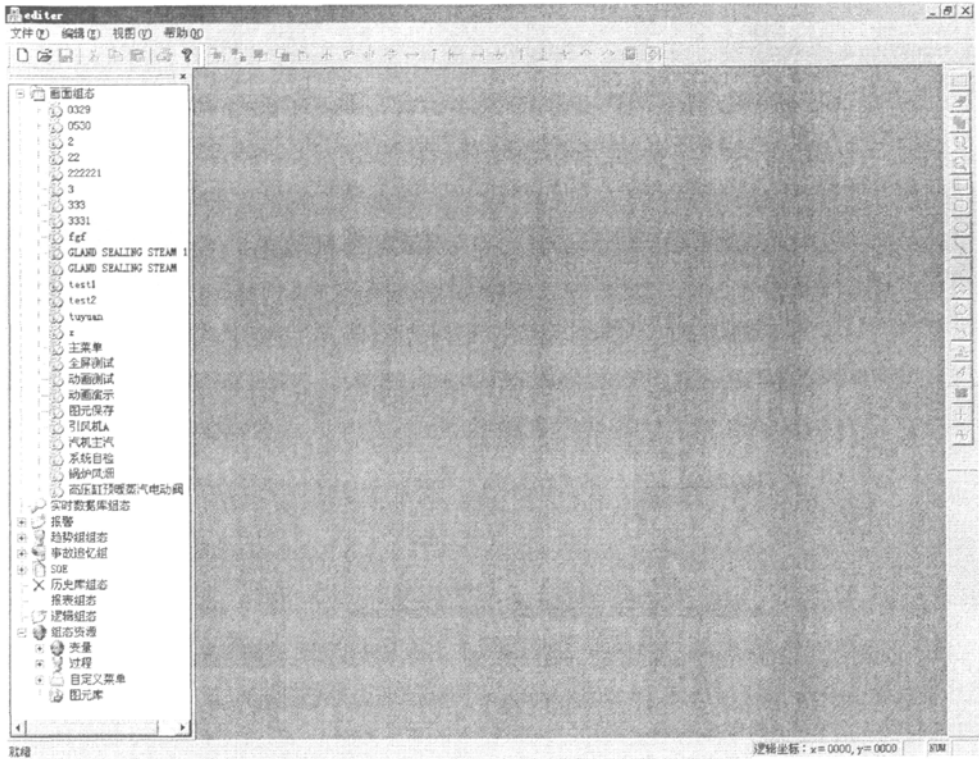 editer
文件(F) 编辑(E) 视图(V) 帮助(H)
画面组态
0329
0530
2
22
222221
3
333
3331
fgf
GLAND SEALING STEAM 1
GLAND SEALING STEAM
test1
test2
tuyuan
z
主菜单
全屏测试
动画测试
动画演示
图元保存
引风机A
汽机主汽
系统自检
锅炉风烟
高压缸预暖蒸汽电动阀
实时数据库组态
报警
趋势组组态
事故追忆组
SOE
历史库组态
报表组态
逻辑组态
组态资源
变量
过程
自定义菜单
图元库
就绪
逻辑坐标：x=0000,y=0000
NUM